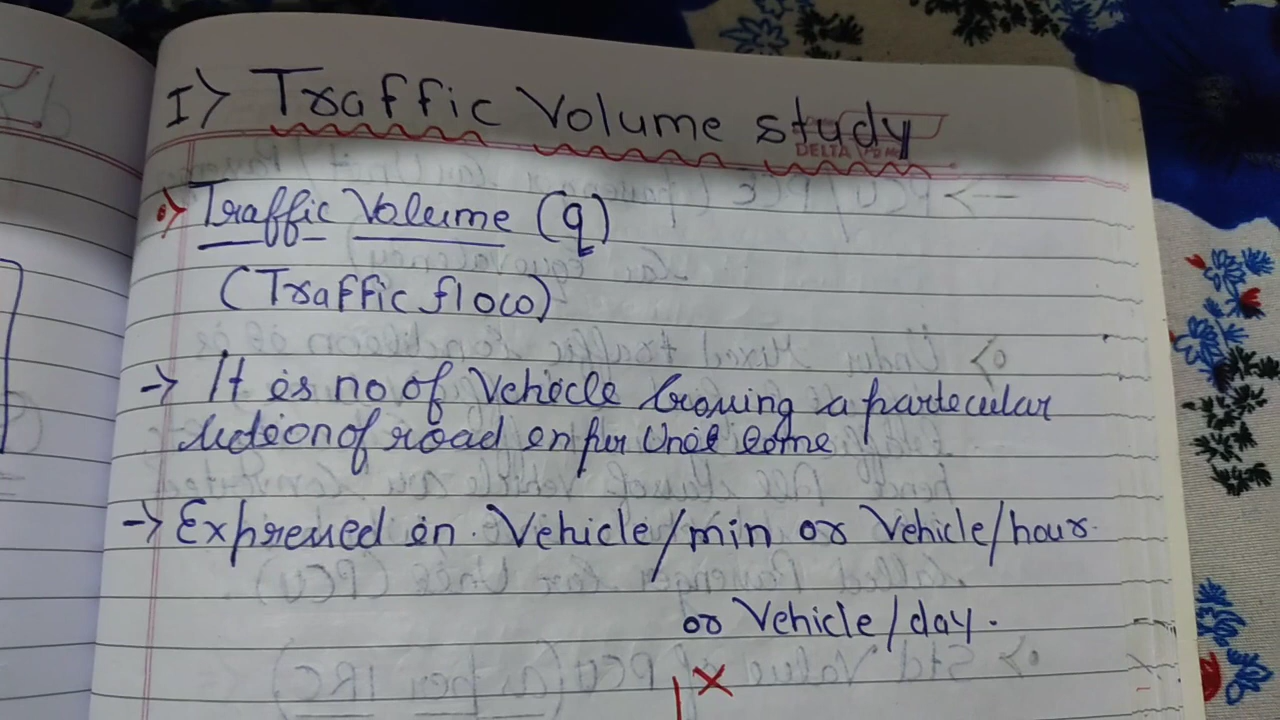 I> Traffic Volume study
Traffic Volume (q)
(Traffic flow)
→ It is no of Vehicle Crossing a particular
section of road in per Unit time
→ Expressed in Vehicle/min or Vehicle/hour
or Vehicle/day.
x